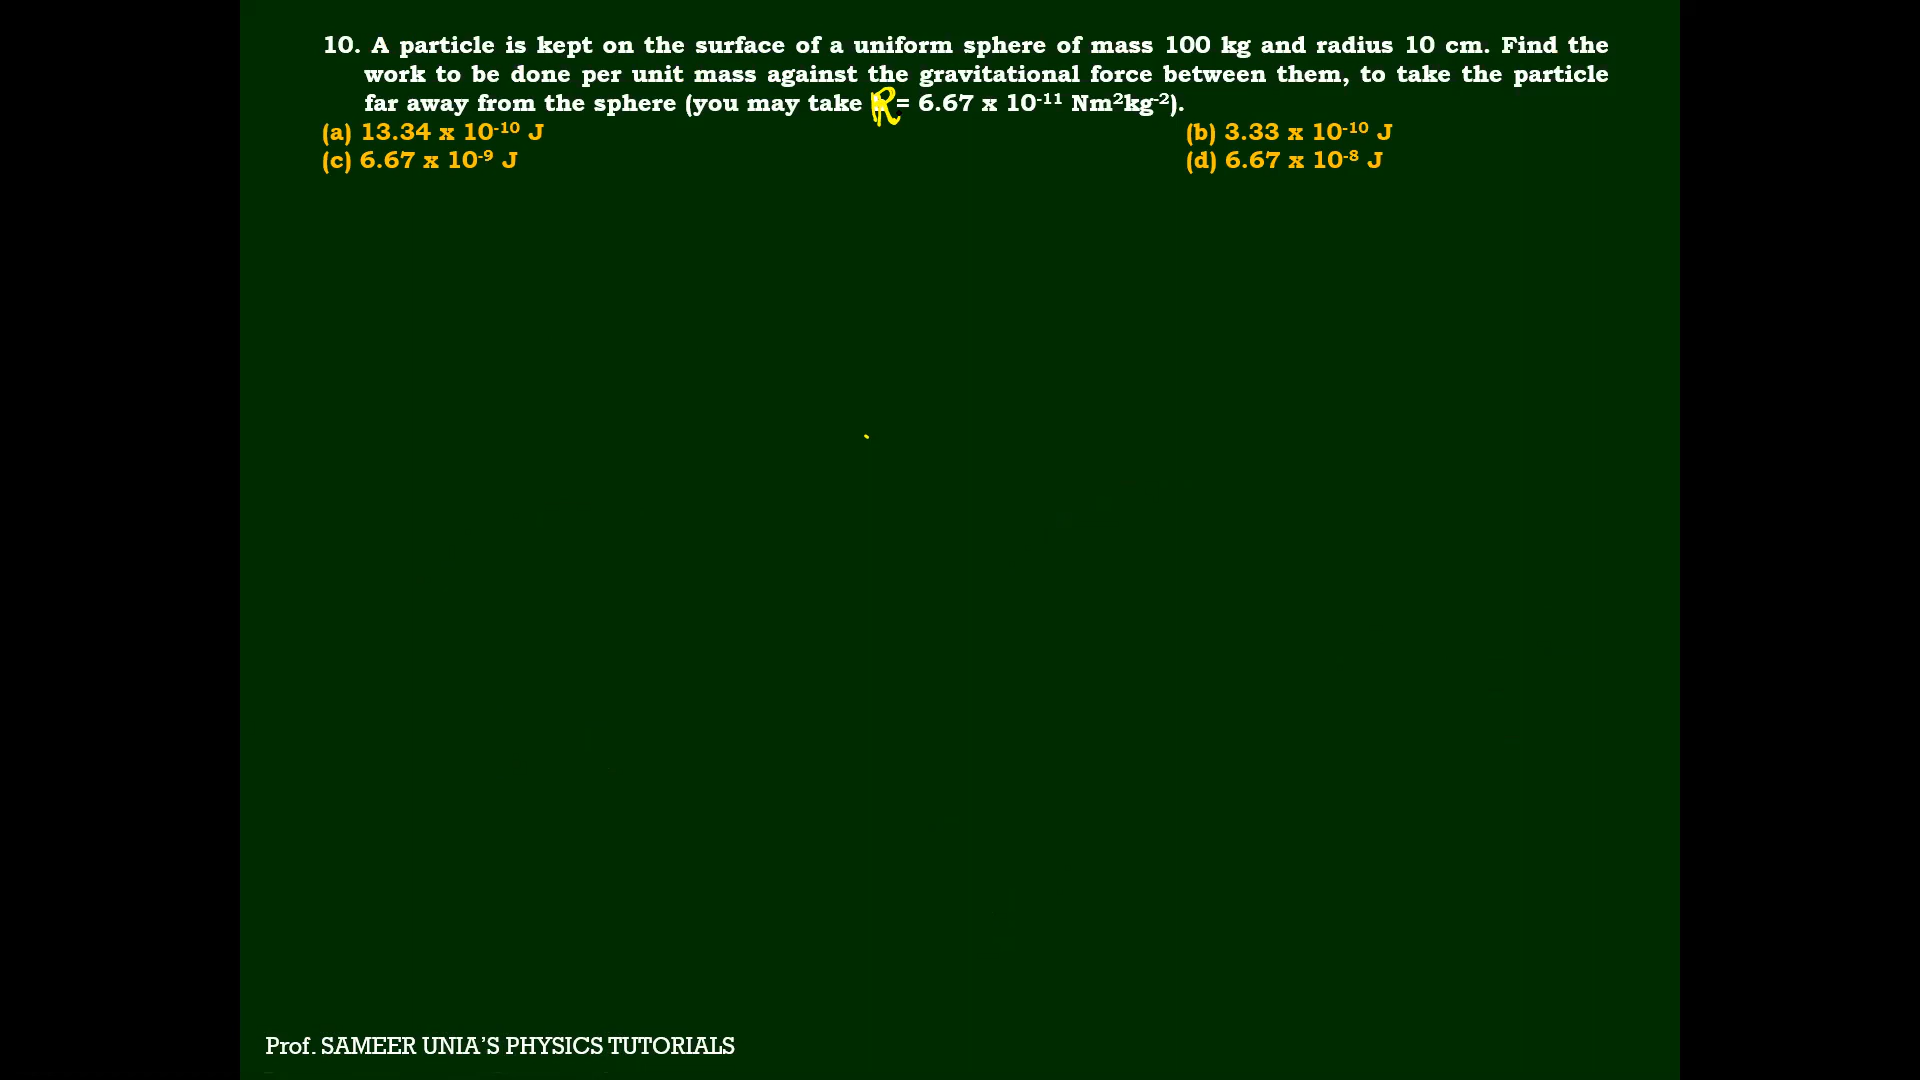 10. A particle is kept on the surface of a uniform sphere of mass 100 kg and radius 10 cm. Find the
work to be done per unit mass against the gravitational force between them, to take the particle
far away from the sphere (you may take R = 6.67 x 10⁻¹¹ Nm²kg⁻²).
(a) 13.34 x 10⁻¹⁰ J (b) 3.33 x 10⁻¹⁰ J
(c) 6.67 x 10⁻⁹ J (d) 6.67 x 10⁻⁸ J
Prof. SAMEER UNIA’S PHYSICS TUTORIALS